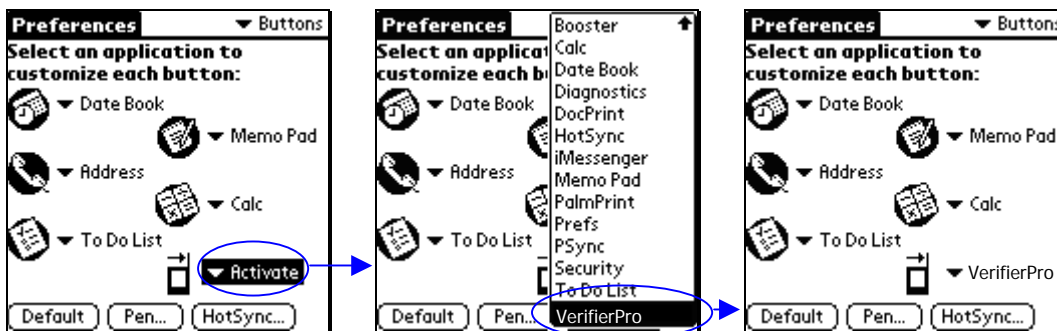 Preferences ▼ Buttons
Select an application to
customize each button:
▼ Date Book
▼ Memo Pad
▼ Address
▼ Calc
▼ To Do List
▼ Activate
Default Pen... HotSync...
Preferences
Select an applicat
customize each b
▼ Date Book
▼ Address
▼ To Do List
Default Pen...
Booster
Calc
Date Book
Diagnostics
DocPrint
HotSync
iMessenger
Memo Pad
PalmPrint
Prefs
PSync
Security
To Do List
VerifierPro
Preferences ▼ Buttons
Select an application to
customize each button:
▼ Date Book
▼ Memo Pad
▼ Address
▼ Calc
▼ To Do List
▼ VerifierPro
Default Pen... HotSync...